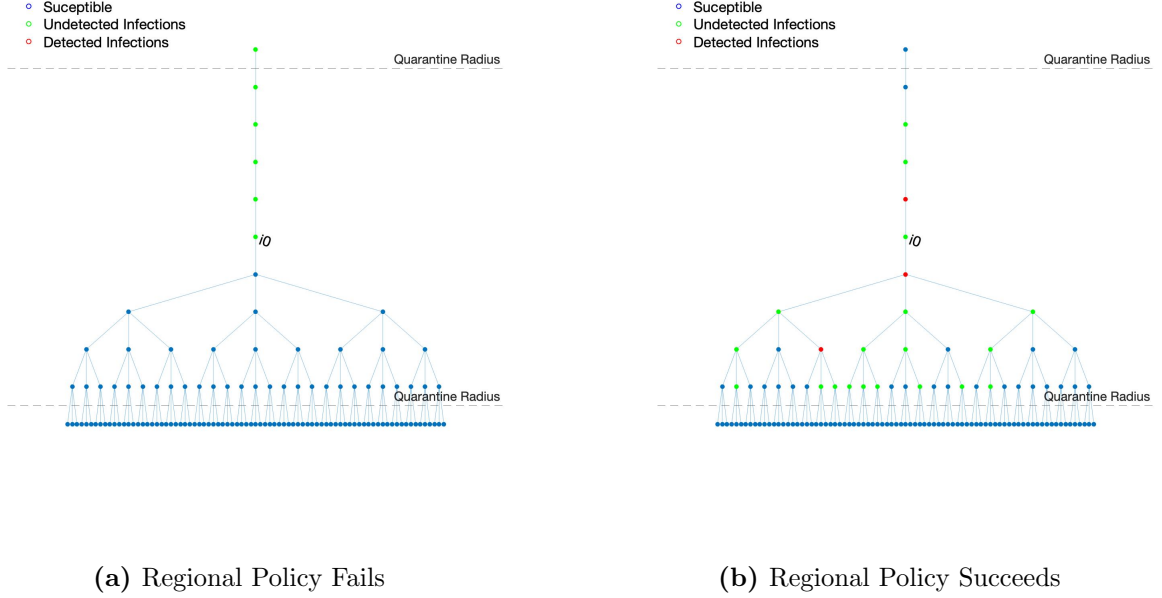 Suceptible
Undetected Infections
Detected Infections
Quarantine Radius
i0
Quarantine Radius
(a) Regional Policy Fails
Suceptible
Undetected Infections
Detected Infections
Quarantine Radius
i0
Quarantine Radius
(b) Regional Policy Succeeds